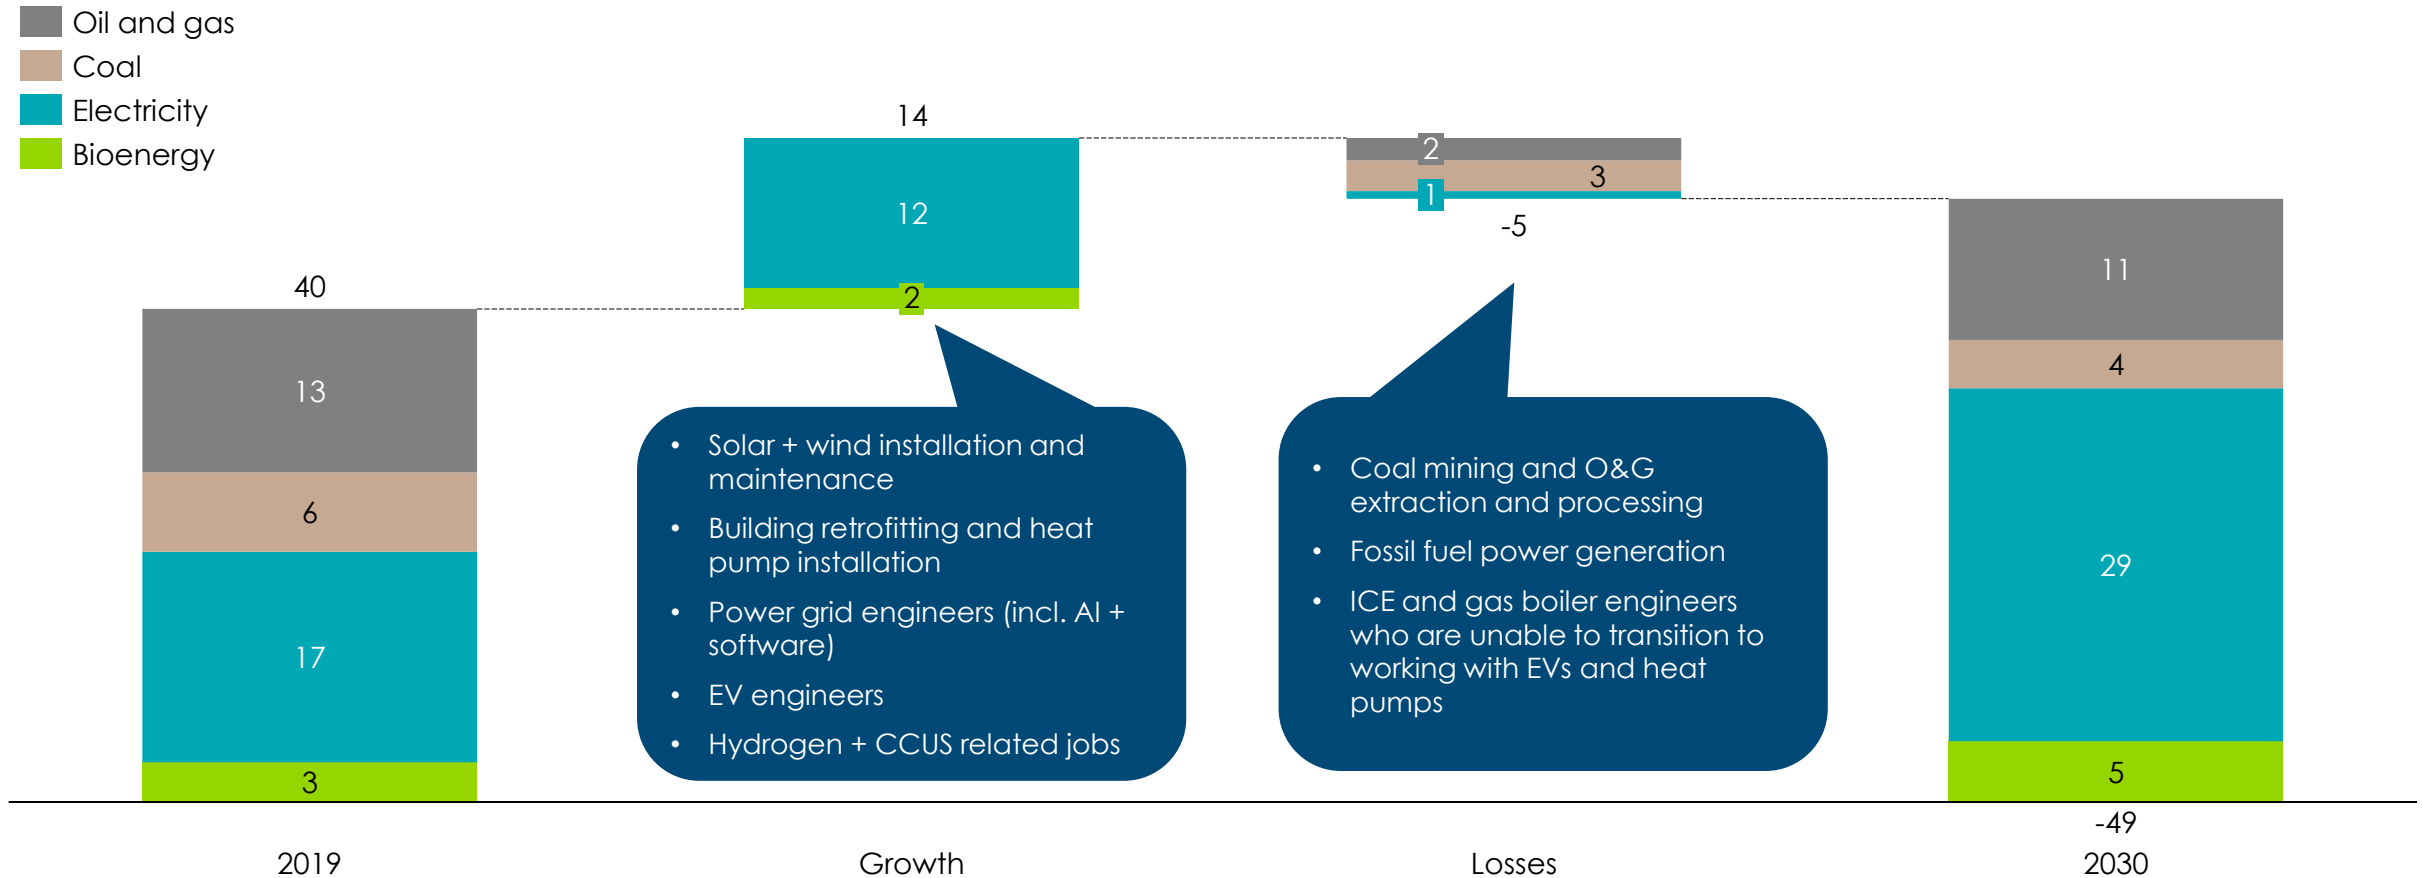 Oil and gas
Coal
Electricity
Bioenergy
40
13
6
17
3
14
12
2
2
3
1
-5
11
4
29
5
-49
• Solar + wind installation and
maintenance
• Building retrofitting and heat
pump installation
• Power grid engineers (incl. AI +
software)
• EV engineers
• Hydrogen + CCUS related jobs
• Coal mining and O&G
extraction and processing
• Fossil fuel power generation
• ICE and gas boiler engineers
who are unable to transition to
working with EVs and heat
pumps
2019
Growth
Losses
2030